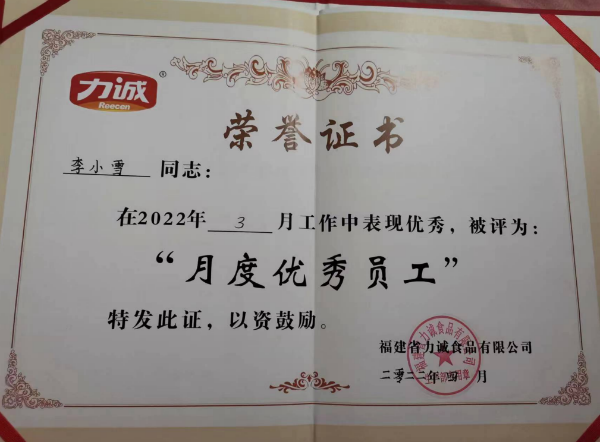 力诚®
Reecen
荣誉证书
李小雪 同志：
在2022年 3 月工作中表现优秀，被评为：
“月度优秀员工”
特发此证，以资鼓励。
福建省力诚食品有限公司
二零二二年四月